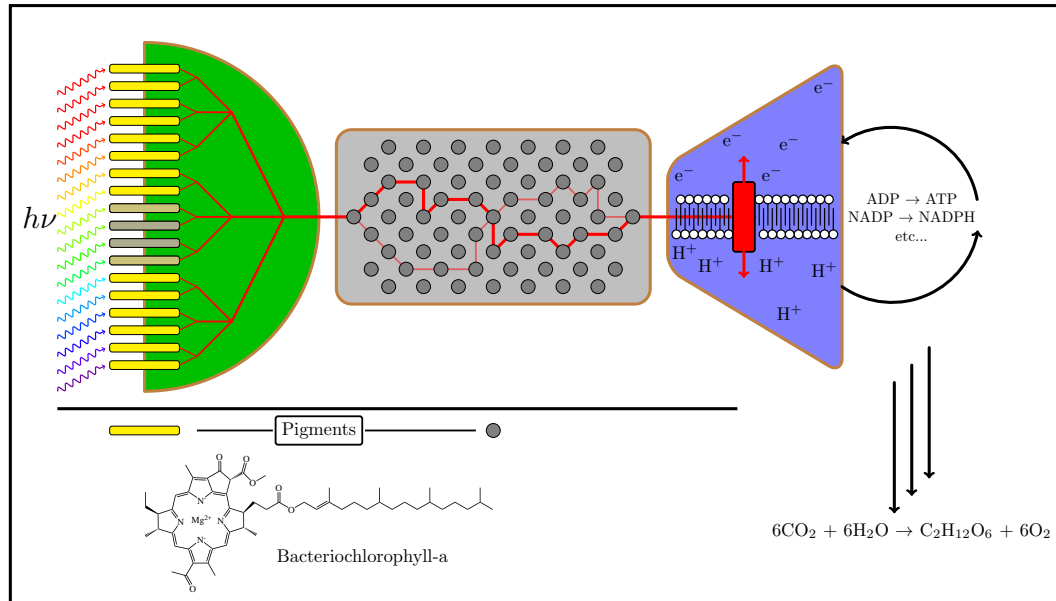 hν
e⁻
e⁻
e⁻
e⁻
e⁻
H⁺
H⁺
H⁺
H⁺
H⁺
ADP → ATP
NADP → NADPH
etc...
Pigments
O
O
O
O
O
N⁻
N
Mg²⁺
N
N⁻
O
Bacteriochlorophyll-a
6CO₂ + 6H₂O → C₂H₁₂O₆ + 6O₂